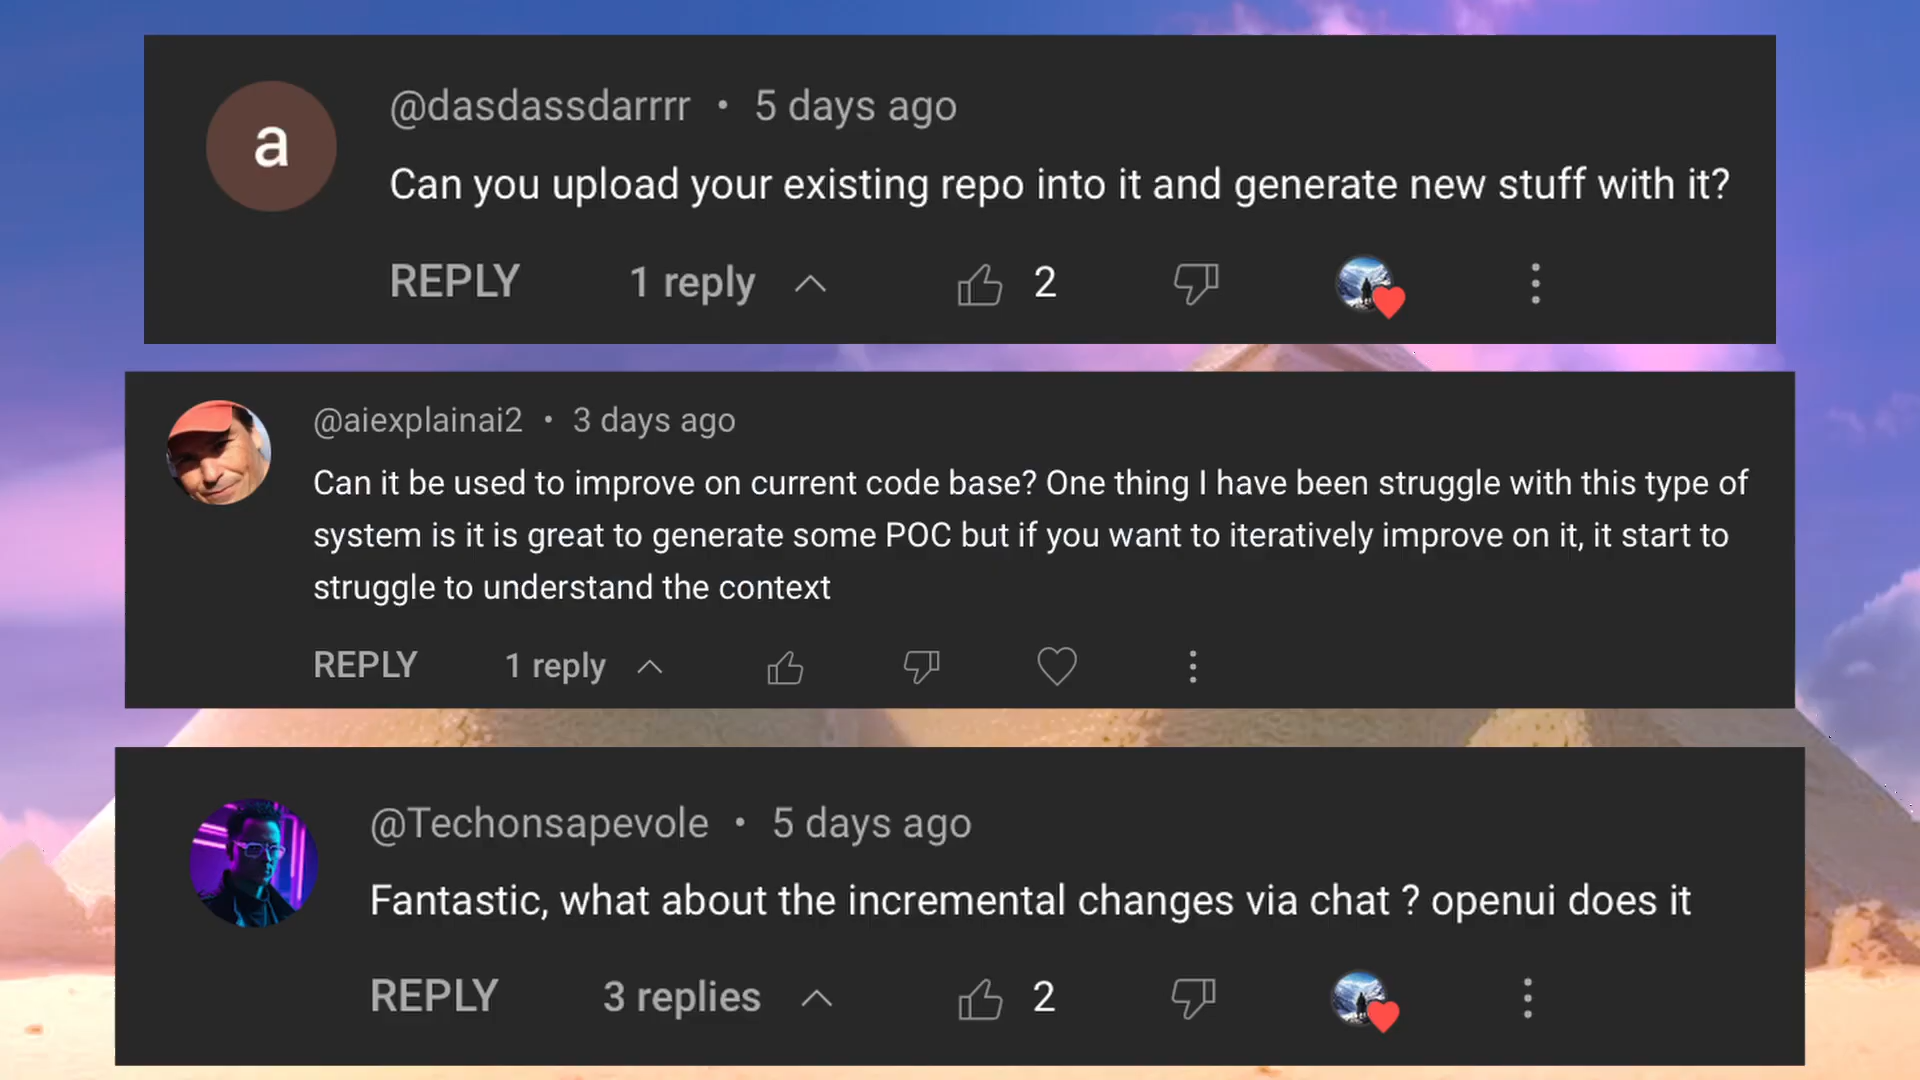 a
@dasdassdarrrr • 5 days ago
Can you upload your existing repo into it and generate new stuff with it?
REPLY 1 reply 2
@aiexplainai2 • 3 days ago
Can it be used to improve on current code base? One thing I have been struggle with this type of
system is it is great to generate some POC but if you want to iteratively improve on it, it start to
struggle to understand the context
REPLY 1 reply
@Techonsapevole • 5 days ago
Fantastic, what about the incremental changes via chat ? openui does it
REPLY 3 replies 2